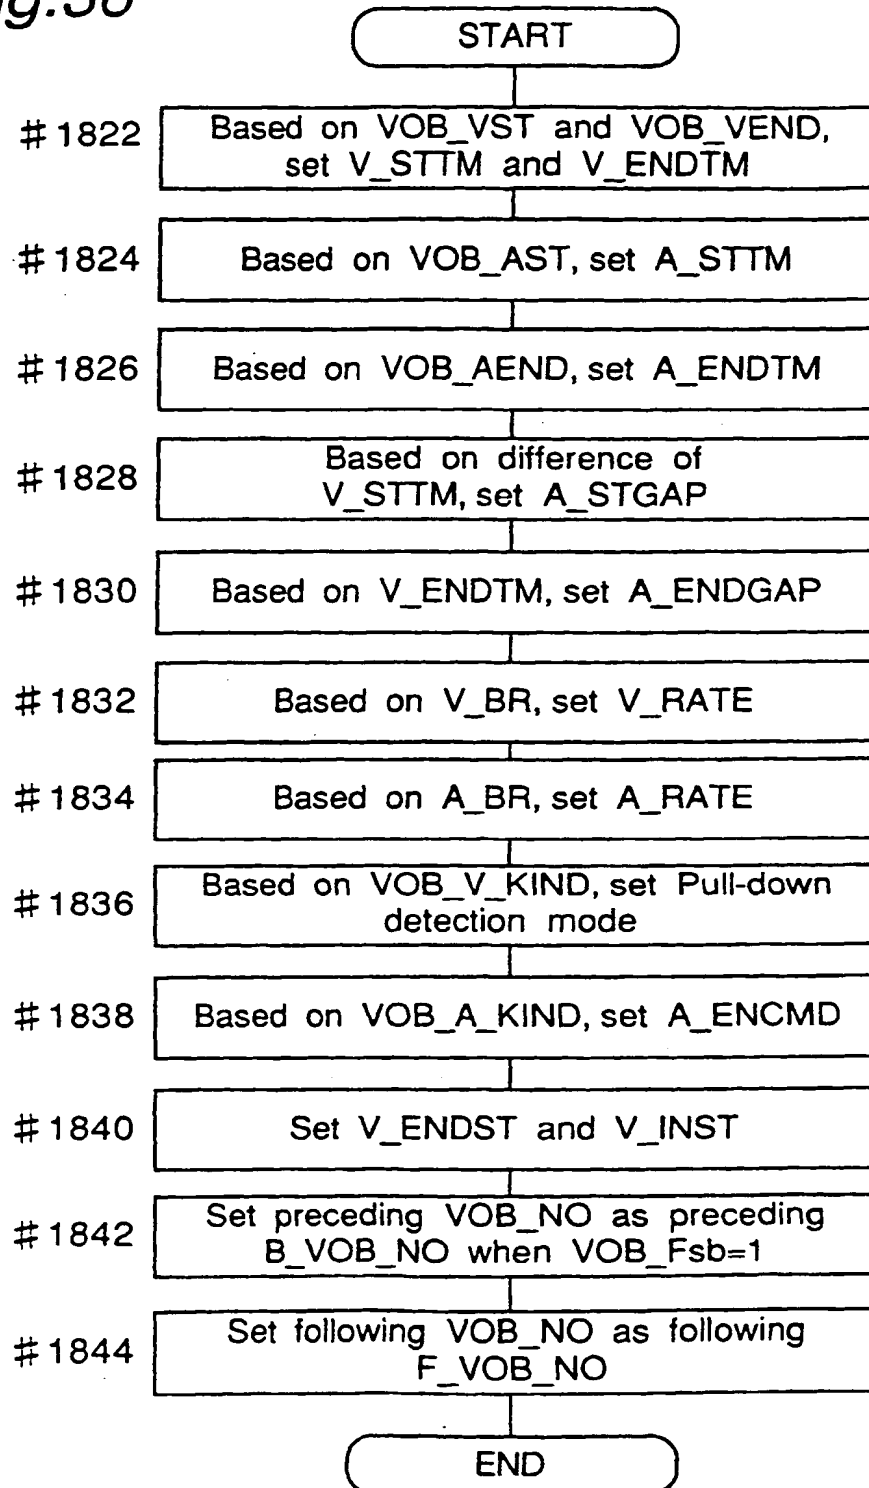 START
#1822
Based on VOB_VST and VOB_VEND,
set V_STTM and V_ENDTM
#1824
Based on VOB_AST, set A_STTM
#1826
Based on VOB_AEND, set A_ENDTM
#1828
Based on difference of
V_STTM, set A_STGAP
#1830
Based on V_ENDTM, set A_ENDGAP
#1832
Based on V_BR, set V_RATE
#1834
Based on A_BR, set A_RATE
#1836
Based on VOB_V_KIND, set Pull-down
detection mode
#1838
Based on VOB_A_KIND, set A_ENCMD
#1840
Set V_ENDST and V_INST
#1842
Set preceding VOB_NO as preceding
B_VOB_NO when VOB_Fsb=1
#1844
Set following VOB_NO as following
F_VOB_NO
END